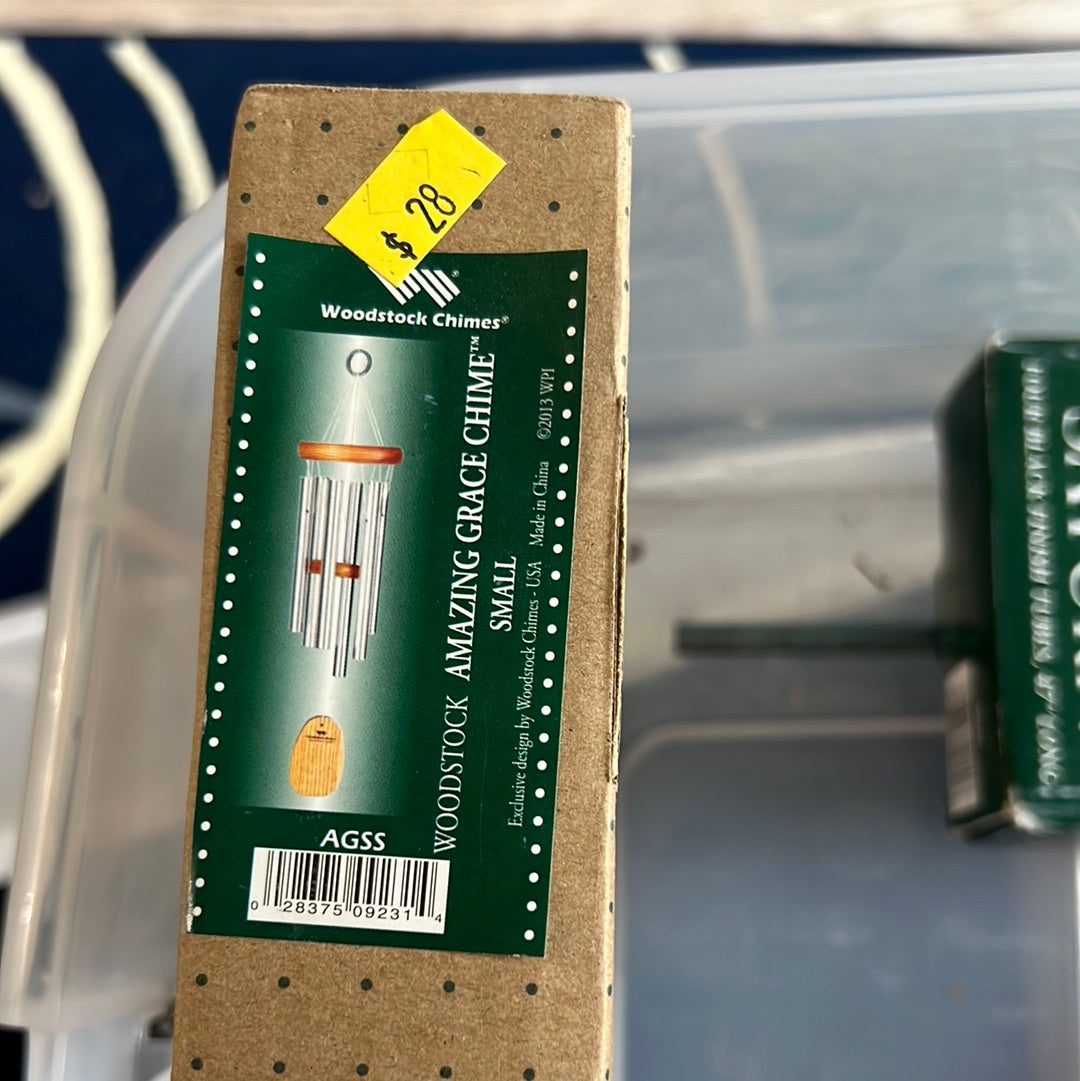 $ 28
Woodstock Chimes®
WOODSTOCK AMAZING GRACE CHIME™
SMALL
Exclusive design by Woodstock Chimes - USA Made in China ©2013 WPI
AGSS
0 28375 09231 4